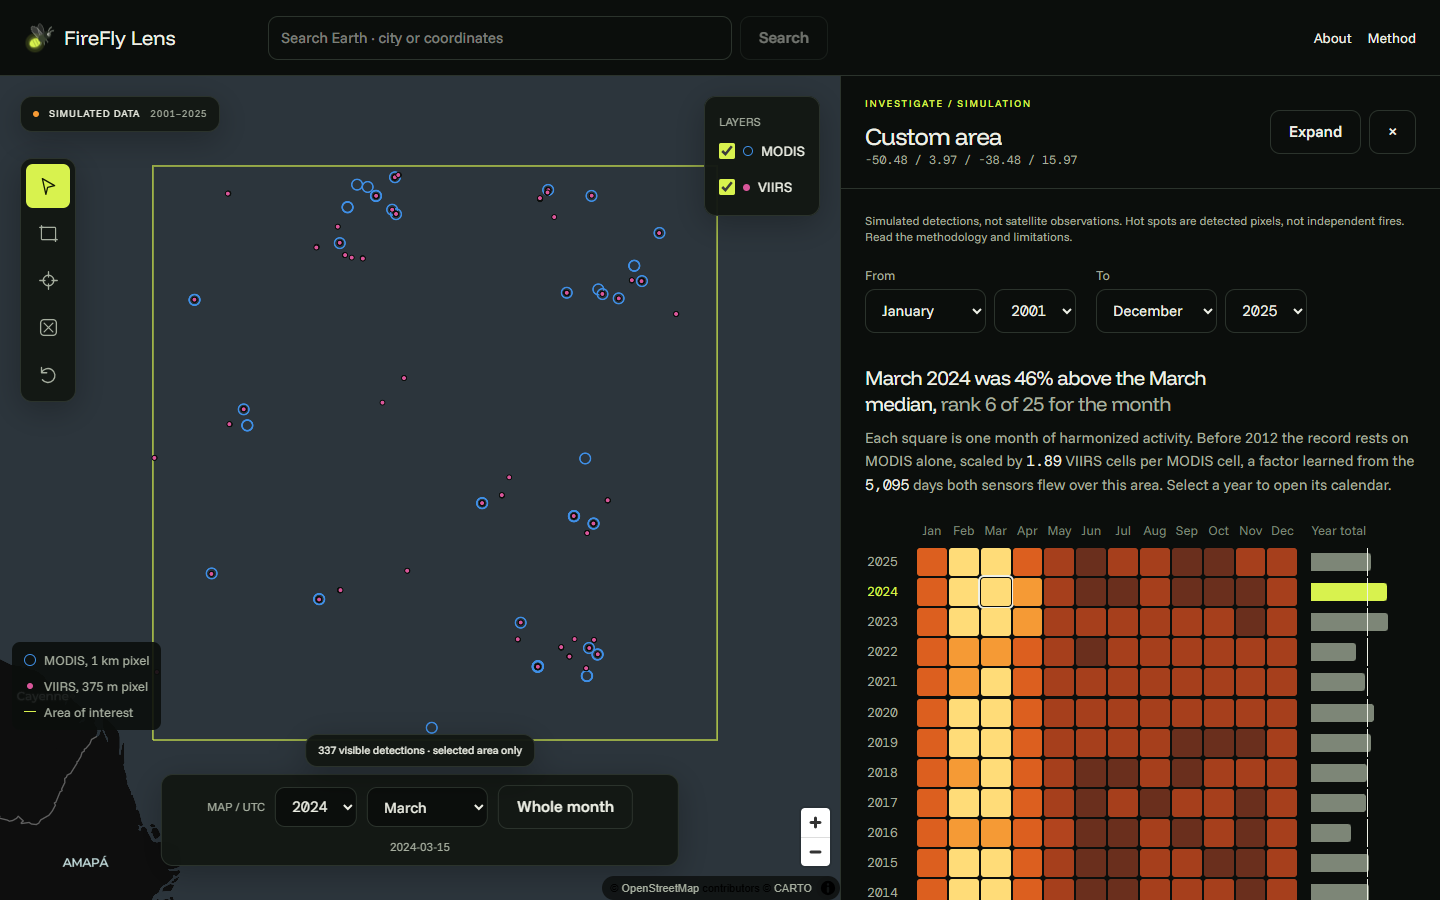 FireFly Lens
Search Earth · city or coordinates
Search
About
Method
SIMULATED DATA 2001–2025
LAYERS
MODIS
VIIRS
MODIS, 1 km pixel
VIIRS, 375 m pixel
Cayenne
Area of interest
337 visible detections · selected area only
MAP / UTC
2024
March
Whole month
2024-03-15
AMAPÁ
+
−
© OpenStreetMap contributors © CARTO
INVESTIGATE / SIMULATION
Custom area
-50.48 / 3.97 / -38.48 / 15.97
Expand
×
Simulated detections, not satellite observations. Hot spots are detected pixels, not independent fires.
Read the methodology and limitations.
From
To
January
2001
December
2025
March 2024 was 46% above the March
median, rank 6 of 25 for the month
Each square is one month of harmonized activity. Before 2012 the record rests on
MODIS alone, scaled by 1.89 VIIRS cells per MODIS cell, a factor learned from the
5,095 days both sensors flew over this area. Select a year to open its calendar.
Jan Feb Mar Apr May Jun Jul Aug Sep Oct Nov Dec Year total
2025
2024
2023
2022
2021
2020
2019
2018
2017
2016
2015
2014